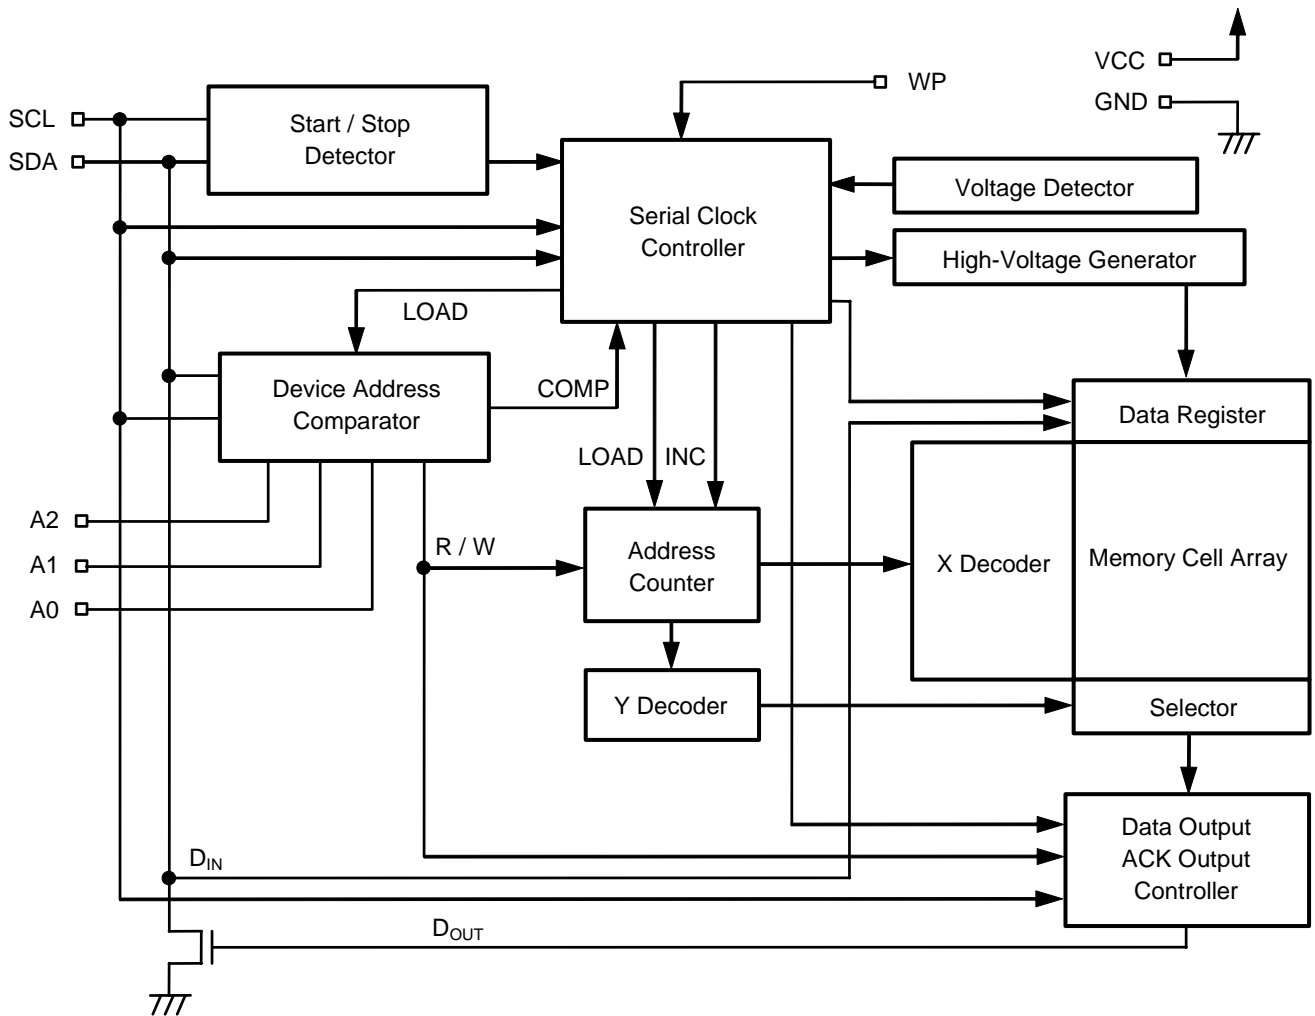 VCC
WP
GND
SCL
SDA
Start / Stop
Detector
Voltage Detector
Serial Clock
Controller
High-Voltage Generator
LOAD
Device Address
Comparator
COMP
Data Register
LOAD
INC
A2
A1
A0
R / W
Address
Counter
X Decoder
Memory Cell Array
Y Decoder
Selector
Data Output
ACK Output
Controller
DIN
DOUT